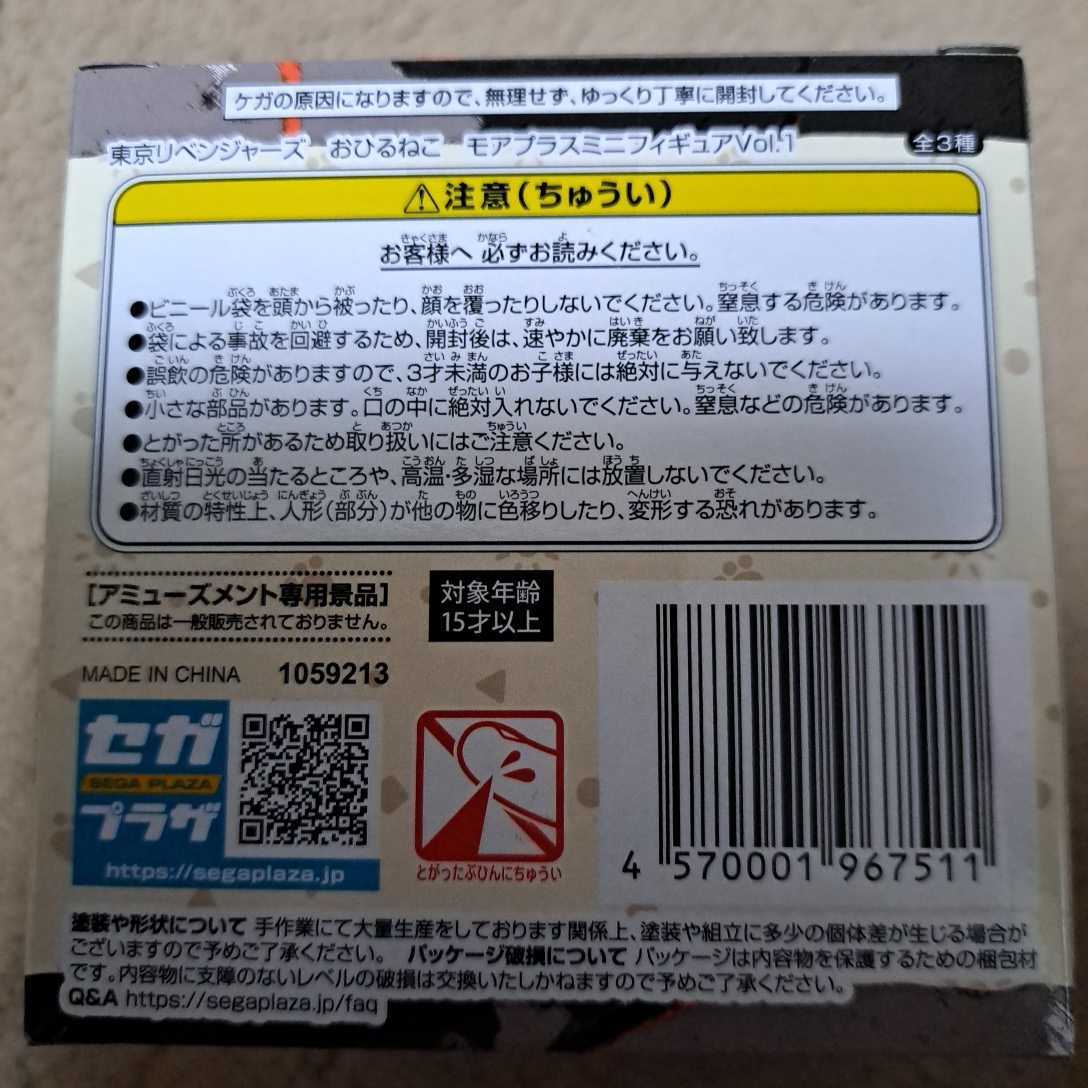 ケガの原因になりますので、無理せず、ゆっくり丁寧に開封してください。
東京リベンジャーズ　おひるねこ　モアプラスミニフィギュアVol.1
全3種
⚠注意(ちゅうい)
お客様へ 必ずお読みください。
●ビニール袋を頭から被ったり、顔を覆ったりしないでください。窒息する危険があります。
●袋による事故を回避するため、開封後は、速やかに廃棄をお願い致します。
●誤飲の危険がありますので、3才未満のお子様には絶対に与えないでください。
●小さな部品があります。口の中に絶対入れないでください。窒息などの危険があります。
●とがった所があるため取り扱いにはご注意ください。
●直射日光の当たるところや、高温・多湿な場所には放置しないでください。
●材質の特性上、人形(部分)が他の物に色移りしたり、変形する恐れがあります。
[アミューズメント専用景品]
この商品は一般販売されておりません。
対象年齢
15才以上
MADE IN CHINA 1059213
セガ
SEGA PLAZA
プラザ
https://segaplaza.jp
とがったぶひんにちゅうい
4 570001 967511
塗装や形状について 手作業にて大量生産をしております関係上、塗装や組立に多少の個体差が生じる場合が
ございますので予めご了承ください。 パッケージ破損について パッケージは内容物を保護するための梱包材
です。内容物に支障のないレベルの破損は交換いたしかねますので予めご了承ください。
Q&A https://segaplaza.jp/faq